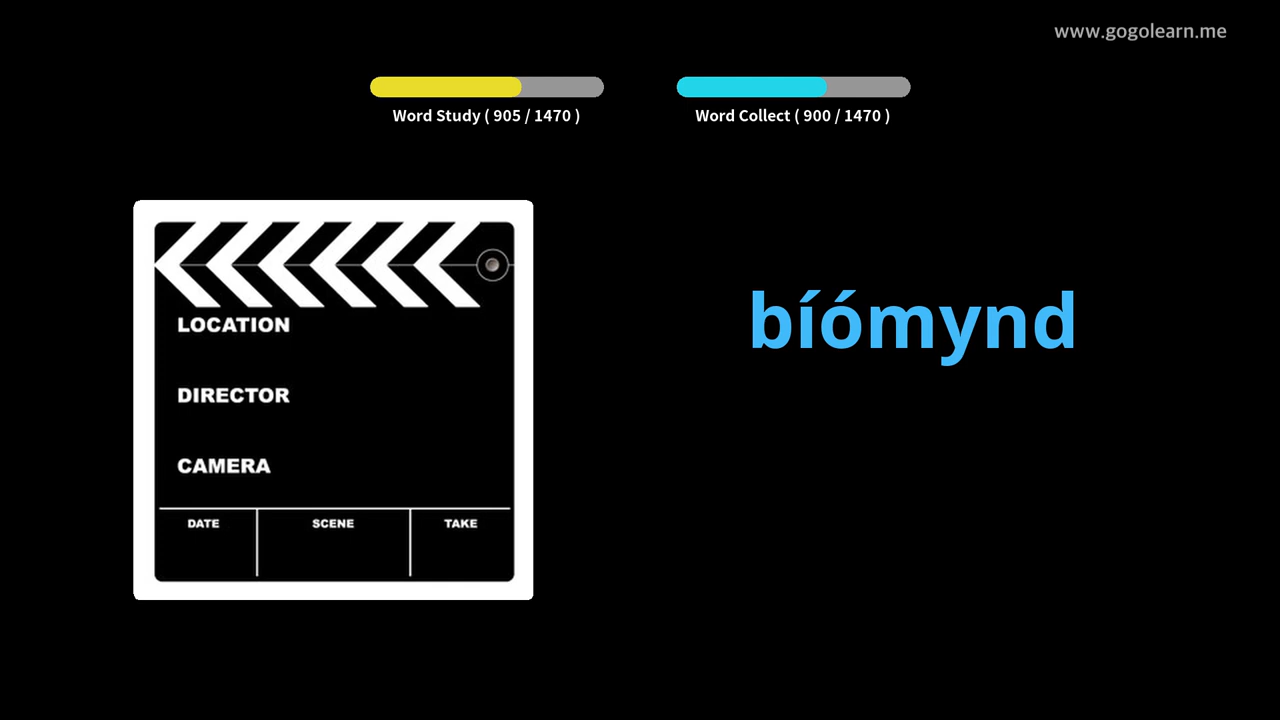 www.gogolearn.me
Word Study ( 905 / 1470 )
Word Collect ( 900 / 1470 )
LOCATION
DIRECTOR
CAMERA
DATE
SCENE
TAKE
bíómynd